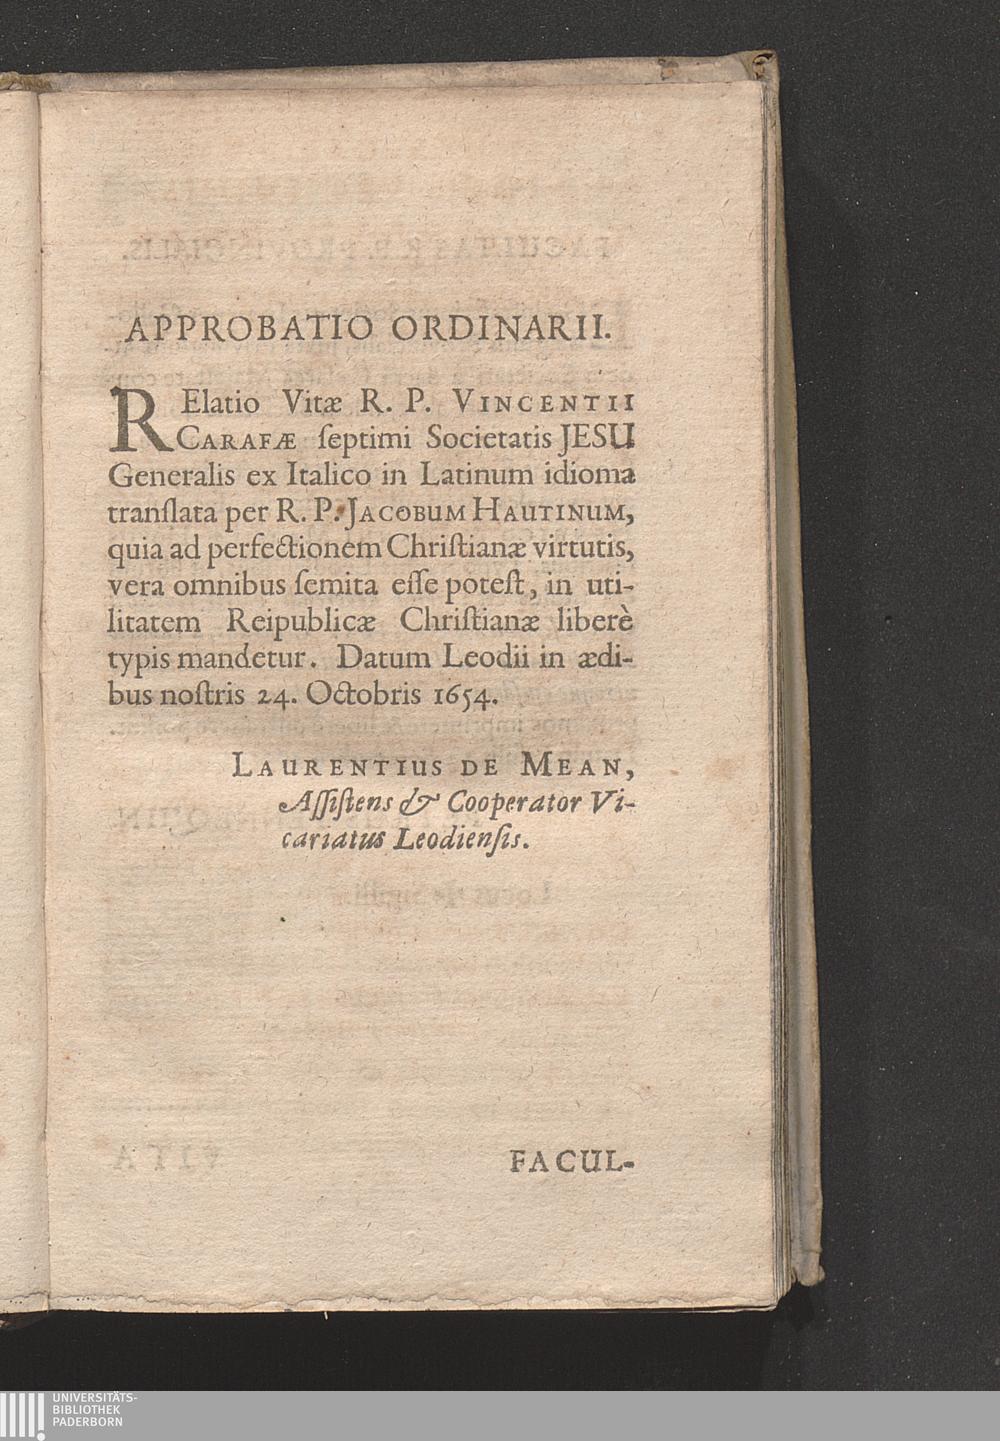 APPROBATIO ORDINARII.
RElatio Vitæ R. P. VINCENTII
CARAFÆ ſeptimi Societatis JESU
Generalis ex Italico in Latinum idioma
tranſlata per R. P. JACOBUM HAUTINUM,
quia ad perfectionem Chriſtianæ virtutis,
vera omnibus ſemita eſſe poteſt, in uti-
litatem Reipublicæ Chriſtianæ liberè
typis mandetur. Datum Leodii in ædi-
bus noſtris 24. Octobris 1654.
LAURENTIUS DE MEAN,
Aſſiſtens & Cooperator Vi-
cariatus Leodienſis.
FACUL-
UNIVERSITÄTS-
BIBLIOTHEK
PADERBORN